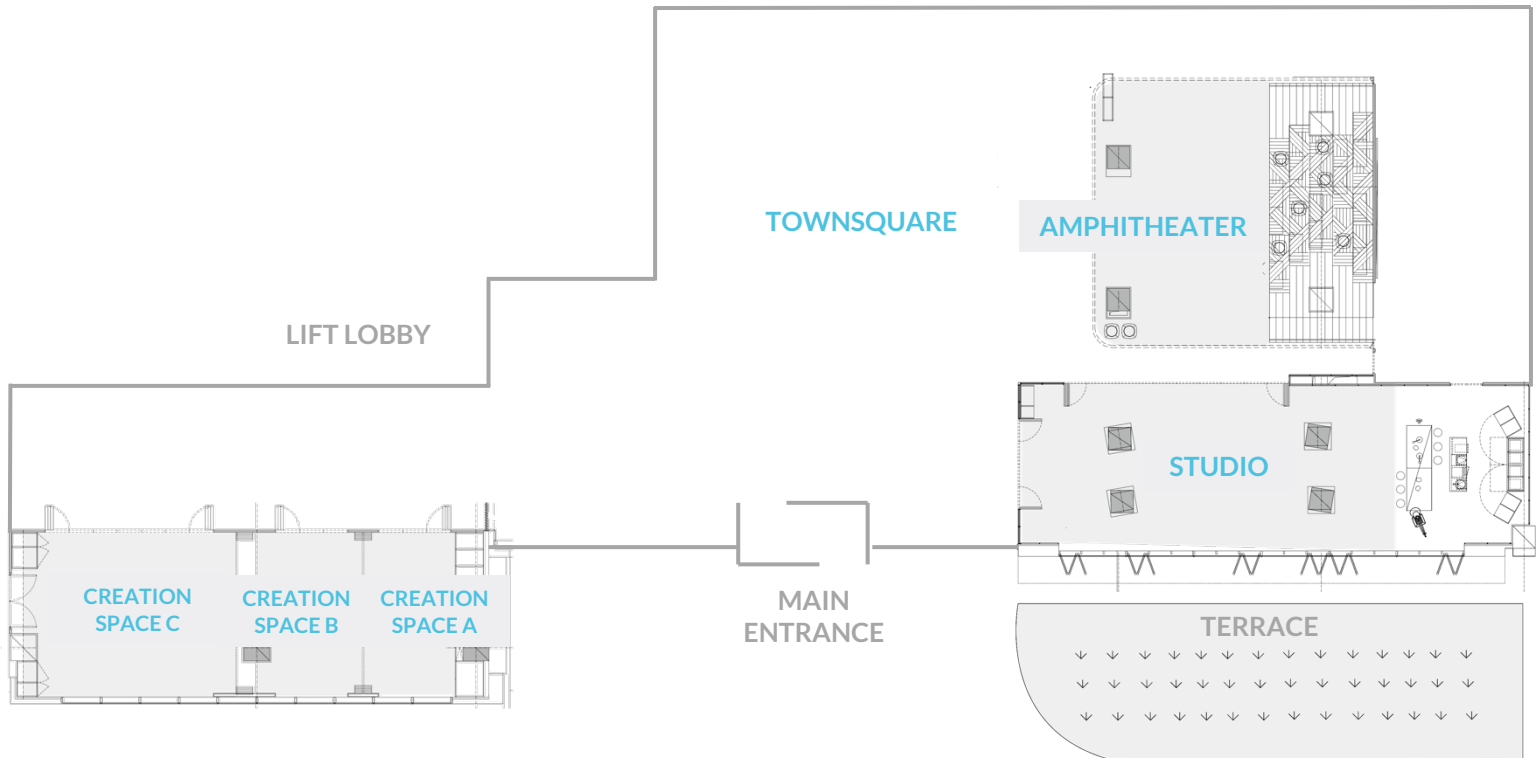 TOWNSQUARE
AMPHITHEATER
LIFT LOBBY
STUDIO
CREATION
SPACE C
CREATION
SPACE B
CREATION
SPACE A
MAIN
ENTRANCE
TERRACE